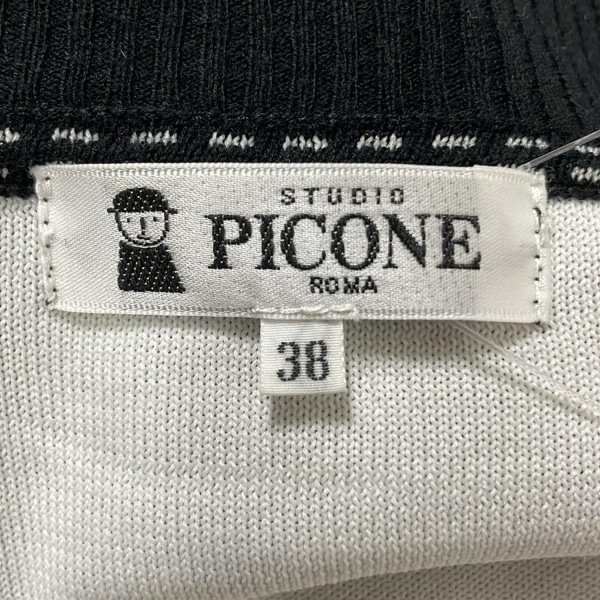 STUDIO
PICONE
ROMA
38